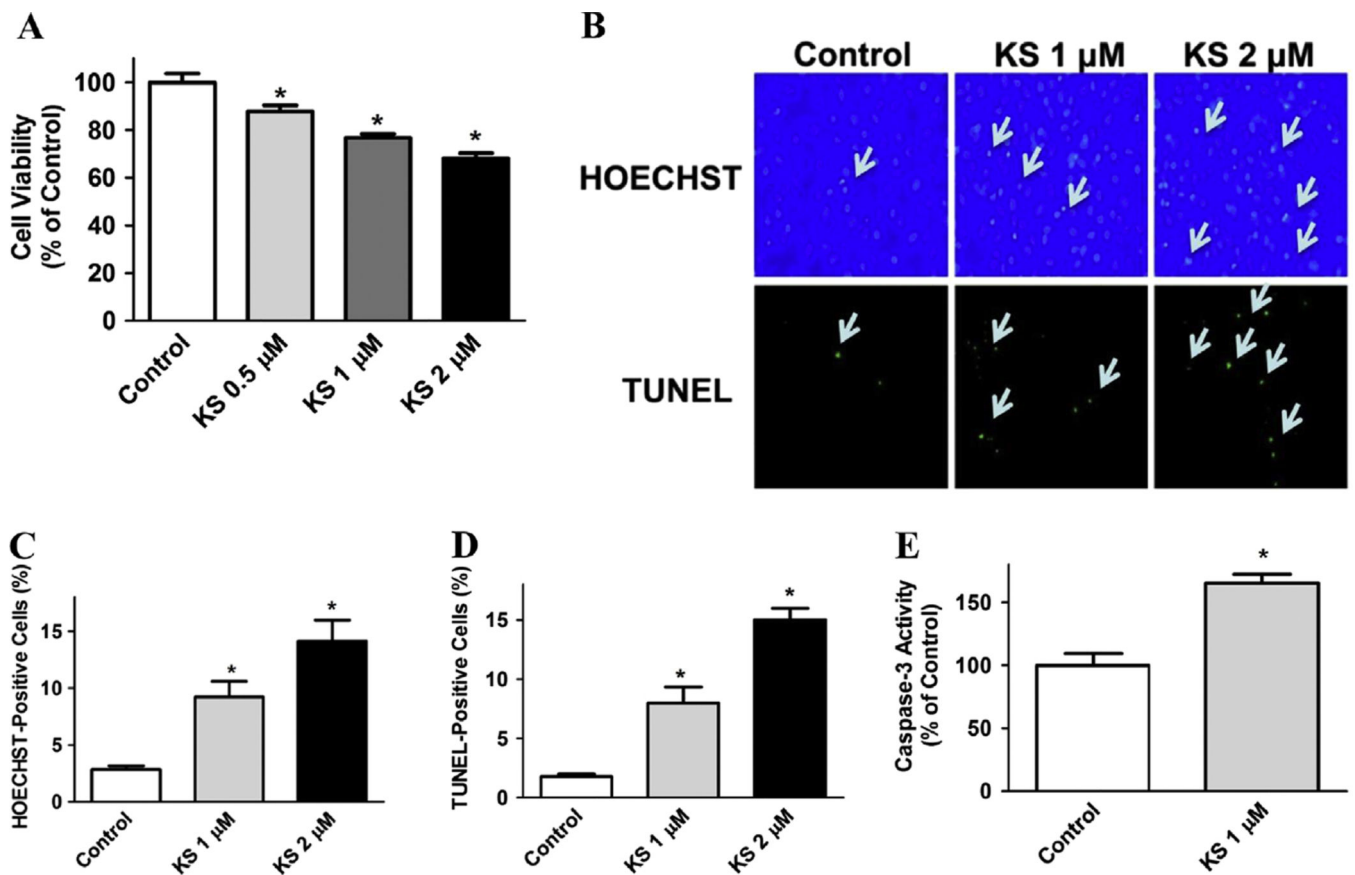 A
Cell Viability
(% of Control)
100
80
60
40
20
0
*
*
*
Control
KS 0.5 µM
KS 1 µM
KS 2 µM
B
Control
KS 1 µM
KS 2 µM
HOECHST
TUNEL
C
HOECHST-Positive Cells (%)
15
10
5
0
*
*
Control
KS 1 µM
KS 2 µM
D
TUNEL-Positive Cells (%)
15
10
5
0
*
*
Control
KS 1 µM
KS 2 µM
E
Caspase-3 Activity
(% of Control)
150
100
50
0
*
Control
KS 1 µM